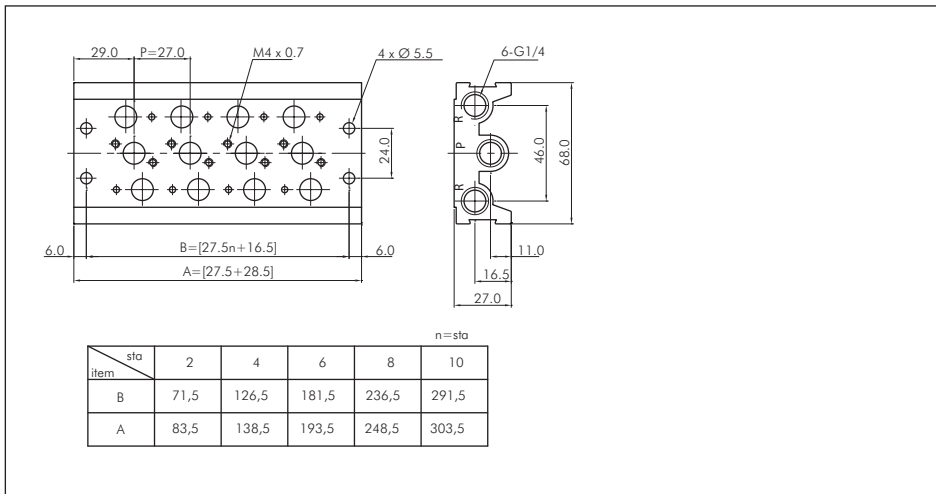 29.0 P=27.0 M4 x 0.7 4 x Ø 5.5 6-G1/4
R
P
R
24.0
46.0
68.0
6.0 B=[27.5n+16.5] 6.0
A=[27.5+28.5]
11.0
16.5
27.0
n=sta
sta
item 2 4 6 8 10
B 71,5 126,5 181,5 236,5 291,5
A 83,5 138,5 193,5 248,5 303,5